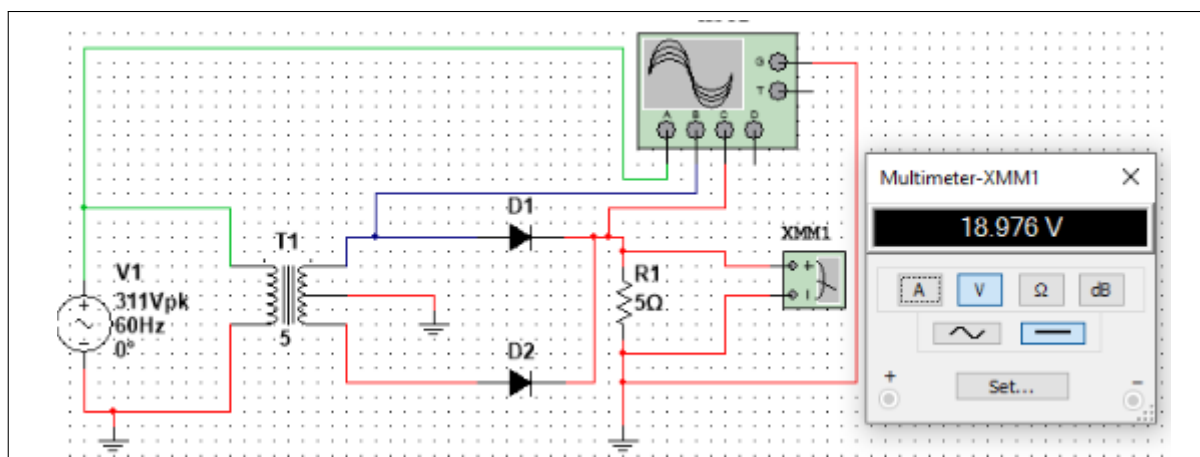 G
T
A B C D
Multimeter-XMM1
18.976 V
D1
T1
XMM1
V1
311Vpk
60Hz
0°
5
R1
5Ω
A V Ω dB
D2
Set...
+ −